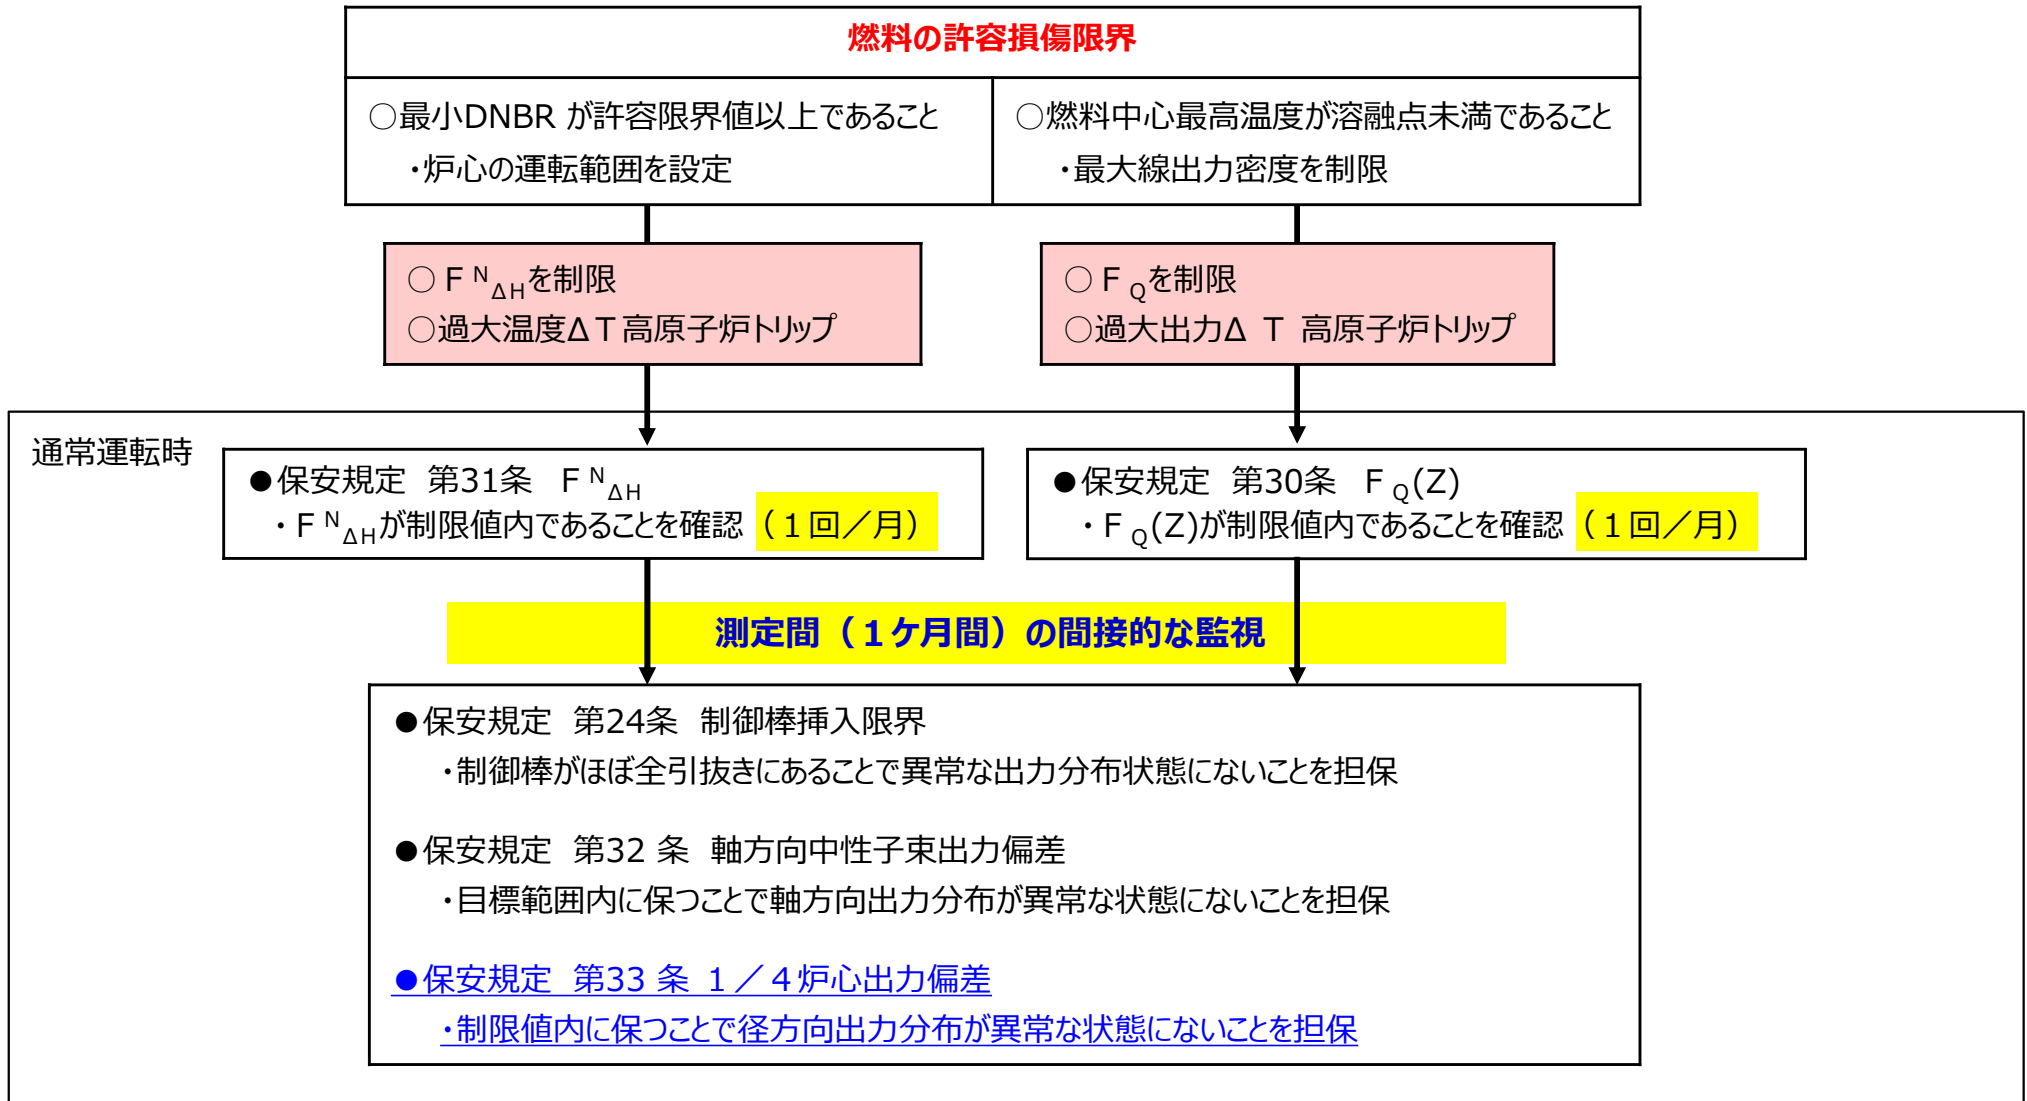 燃料の許容損傷限界
○最小DNBR が許容限界値以上であること
・炉心の運転範囲を設定
○燃料中心最高温度が溶融点未満であること
・最大線出力密度を制限
○ＦNΔHを制限
○過大温度ΔＴ高原子炉トリップ
○ＦQを制限
○過大出力Δ Ｔ 高原子炉トリップ
通常運転時
●保安規定 第31条 ＦNΔH
・ＦNΔHが制限値内であることを確認（１回／月）
●保安規定 第30条 ＦQ(Z)
・ＦQ(Z)が制限値内であることを確認（１回／月）
測定間（１ケ月間）の間接的な監視
●保安規定 第24条 制御棒挿入限界
・制御棒がほぼ全引抜きにあることで異常な出力分布状態にないことを担保
●保安規定 第32 条 軸方向中性子束出力偏差
・目標範囲内に保つことで軸方向出力分布が異常な状態にないことを担保
●保安規定 第33 条 １／４炉心出力偏差
・制限値内に保つことで径方向出力分布が異常な状態にないことを担保